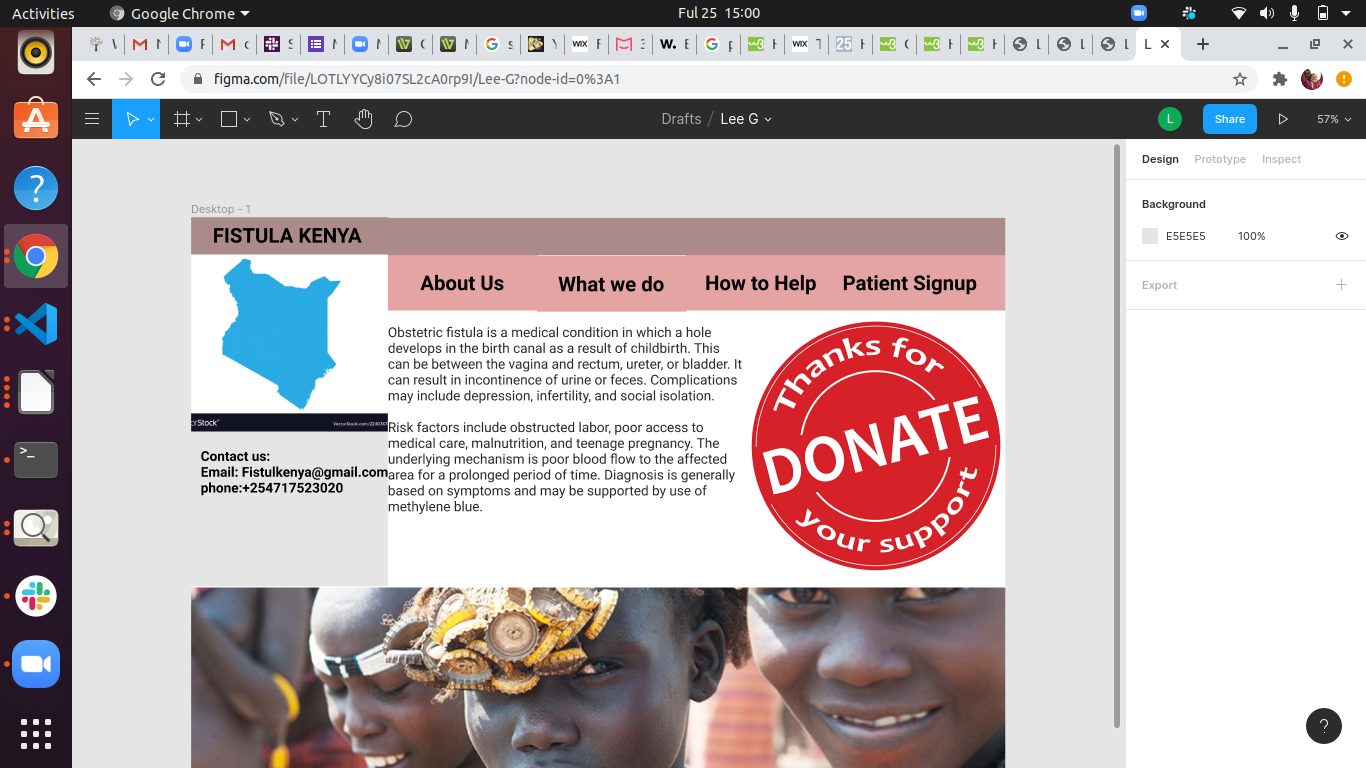 Activities
Google Chrome
Ful 25 15:00
figma.com/file/LOTLYYCy8i07SL2cA0rp9I/Lee-G?node-id=0%3A1
Drafts / Lee G
L
Share
57%
Design Prototype Inspect
Background
E5E5E5 100%
Export
Desktop - 1
FISTULA KENYA
About Us
What we do
How to Help
Patient Signup
orStock
Contact us:
Email: Fistulkenya@gmail.com
phone:+254717523020
Obstetric fistula is a medical condition in which a hole
develops in the birth canal as a result of childbirth. This
can be between the vagina and rectum, ureter, or bladder. It
can result in incontinence of urine or feces. Complications
may include depression, infertility, and social isolation.
Risk factors include obstructed labor, poor access to
medical care, malnutrition, and teenage pregnancy. The
underlying mechanism is poor blood flow to the affected
area for a prolonged period of time. Diagnosis is generally
based on symptoms and may be supported by use of
methylene blue.
Thanks for
DONATE
your support